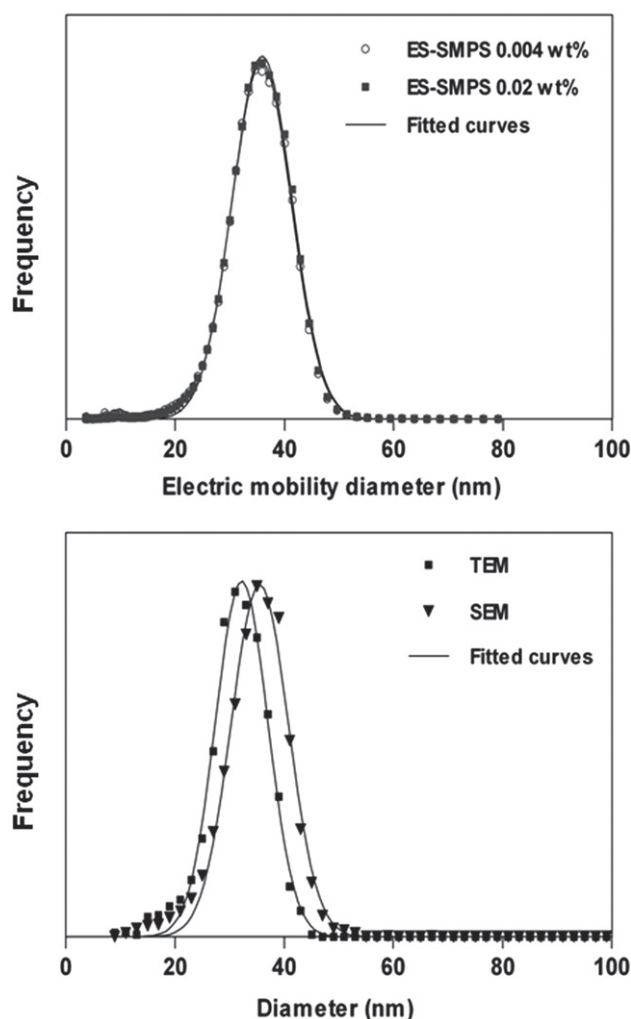 ES-SMPS 0.004 wt%
ES-SMPS 0.02 wt%
Fitted curves
Frequency
0 20 40 60 80 100
Electric mobility diameter (nm)
TEM
SEM
Fitted curves
Frequency
0 20 40 60 80 100
Diameter (nm)